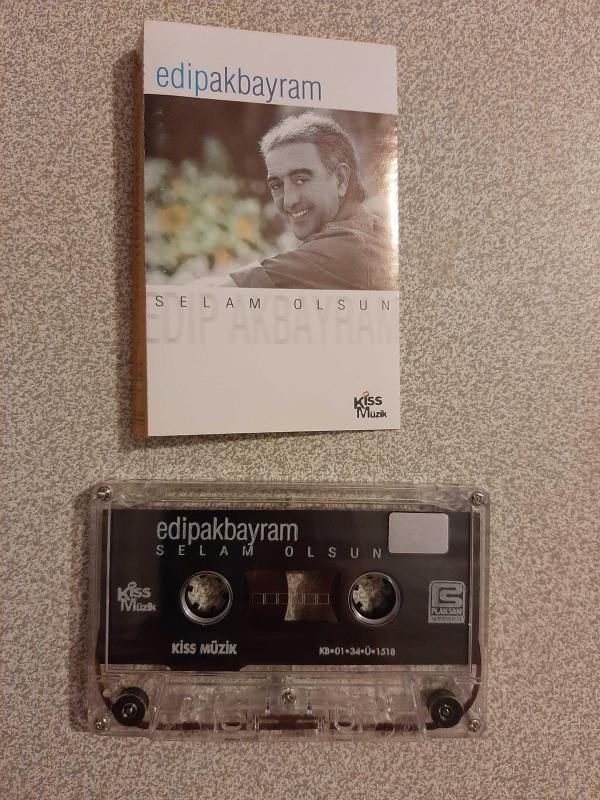 edipakbayram
SELAM OLSUN
EDIP AKBAYRAM
Kiss
Müzik
edipakbayram
SELAM OLSUN
Kiss
Müzik
PLAKSAN
KISS MÜZİK
KB•01•34•Ü•1518